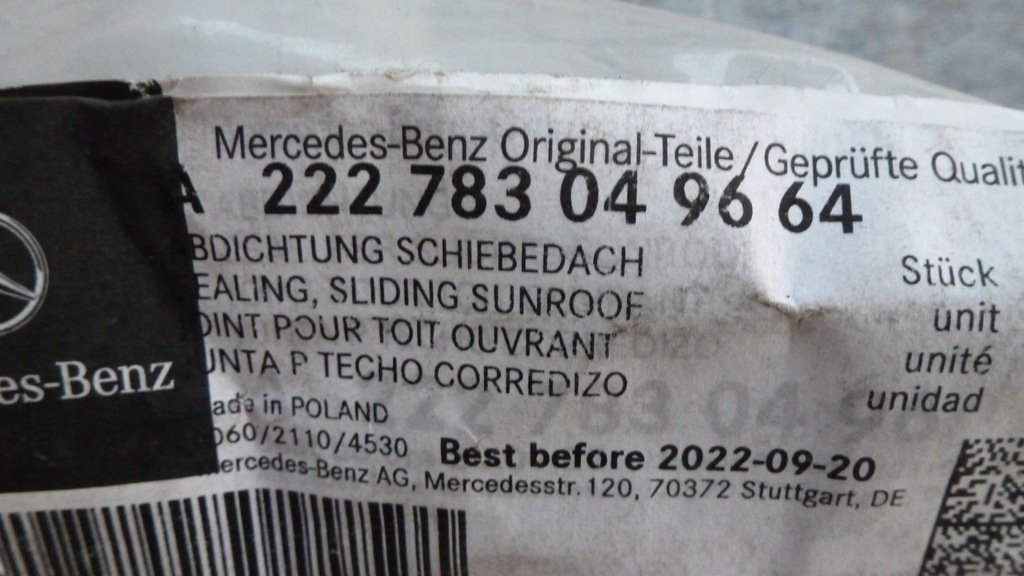 Mercedes-Benz Original-Teile/Geprüfte Qualit
A 222 783 04 96 64
BDICHTUNG SCHIEBEDACH Stück
EALING, SLIDING SUNROOF unit
OINT POUR TOIT OUVRANT unité
UNTA P TECHO CORREDIZO unidad
es-Benz
ade in POLAND
060/2110/4530 Best before 2022-09-20
ercedes-Benz AG, Mercedesstr. 120, 70372 Stuttgart, DE